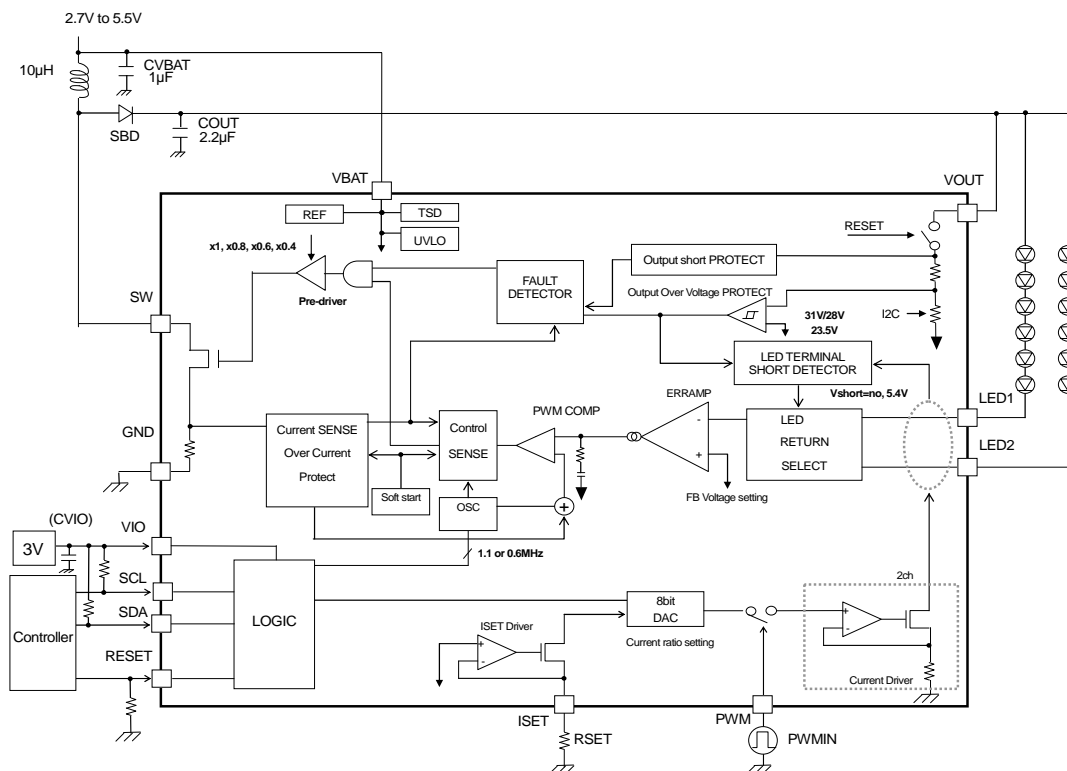 2.7V to 5.5V
10µH
CVBAT
1µF
SBD
COUT
2.2µF
VBAT
VOUT
REF
TSD
UVLO
RESET
x1, x0.8, x0.6, x0.4
Pre-driver
FAULT
DETECTOR
Output short PROTECT
Output Over Voltage PROTECT
31V/28V
23.5V
I2C
SW
LED TERMINAL
SHORT DETECTOR
Vshort=no, 5.4V
LED1
LED2
GND
Current SENSE
Over Current
Protect
Control
SENSE
PWM COMP
ERRAMP
-
+
LED
RETURN
SELECT
Soft start
OSC
+
FB Voltage setting
1.1 or 0.6MHz
(CVIO)
3V
VIO
SCL
SDA
RESET
Controller
LOGIC
ISET Driver
+
-
8bit
DAC
Current ratio setting
2ch
+
-
Current Driver
ISET
RSET
PWM
PWMIN